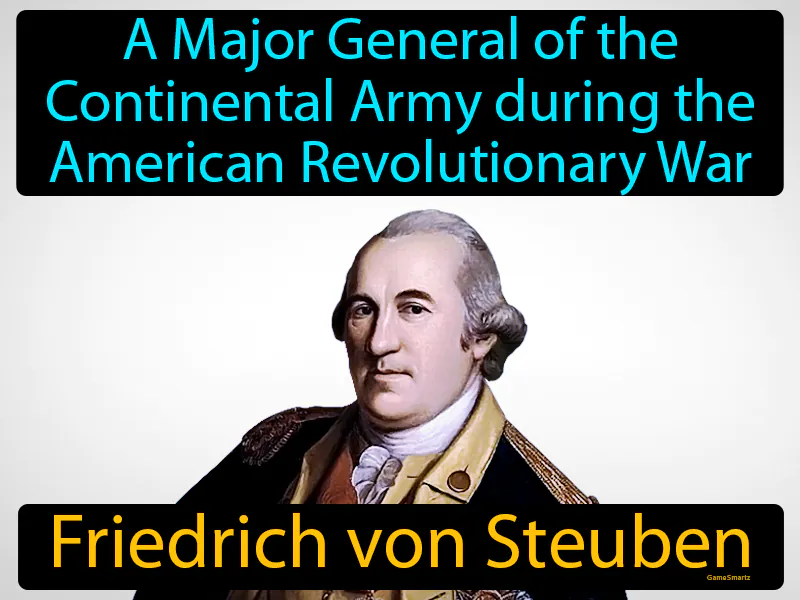 A Major General of the
Continental Army during the
American Revolutionary War
Friedrich von Steuben
GameSmartz